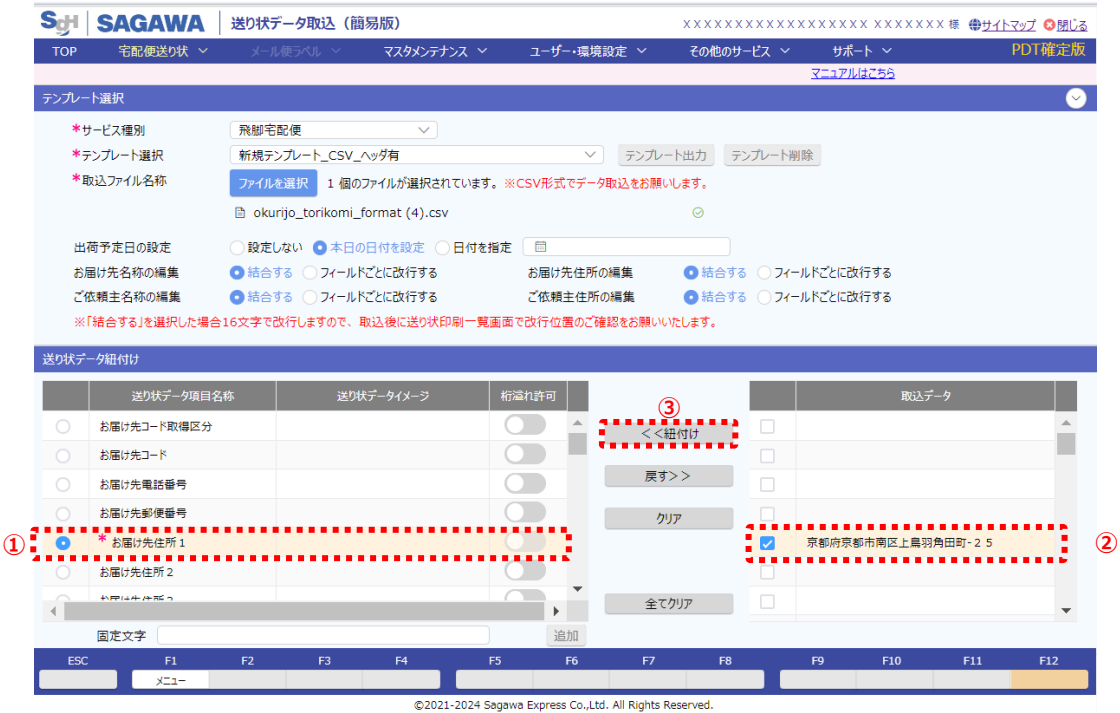 SGH SAGAWA 送り状データ取込（簡易版） XXXXXXXXXXXXXXXXXX XXXXXXX 様 サイトマップ 閉じる
TOP 宅配便送り状 メール便ラベル マスタメンテナンス ユーザー・環境設定 その他のサービス サポート PDT確定版
マニュアルはこちら
テンプレート選択
*サービス種別 飛脚宅配便
*テンプレート選択 新規テンプレート_CSV_ヘッダ有 テンプレート出力 テンプレート削除
*取込ファイル名称 ファイルを選択 1 個のファイルが選択されています。 ※CSV形式でデータ取込をお願いします。
okurijo_torikomi_format (4).csv
出荷予定日の設定 設定しない 本日の日付を設定 日付を指定
お届け先名称の編集 結合する フィールドごとに改行する お届け先住所の編集 結合する フィールドごとに改行する
ご依頼主名称の編集 結合する フィールドごとに改行する ご依頼主住所の編集 結合する フィールドごとに改行する
※「結合する」を選択した場合16文字で改行しますので、取込後に送り状印刷一覧画面で改行位置のご確認をお願いいたします。
送り状データ紐付け
送り状データ項目名称 送り状データイメージ 桁溢れ許可 取込データ
③
お届け先コード取得区分 <<紐付け
お届け先コード
お届け先電話番号 戻す>>
お届け先郵便番号 クリア
① * お届け先住所１ 京都府京都市南区上鳥羽角田町-２５ ②
お届け先住所２
お届け先住所３ 全てクリア
固定文字 追加
ESC F1 F2 F3 F4 F5 F6 F7 F8 F9 F10 F11 F12
メニュー
©2021-2024 Sagawa Express Co.,Ltd. All Rights Reserved.